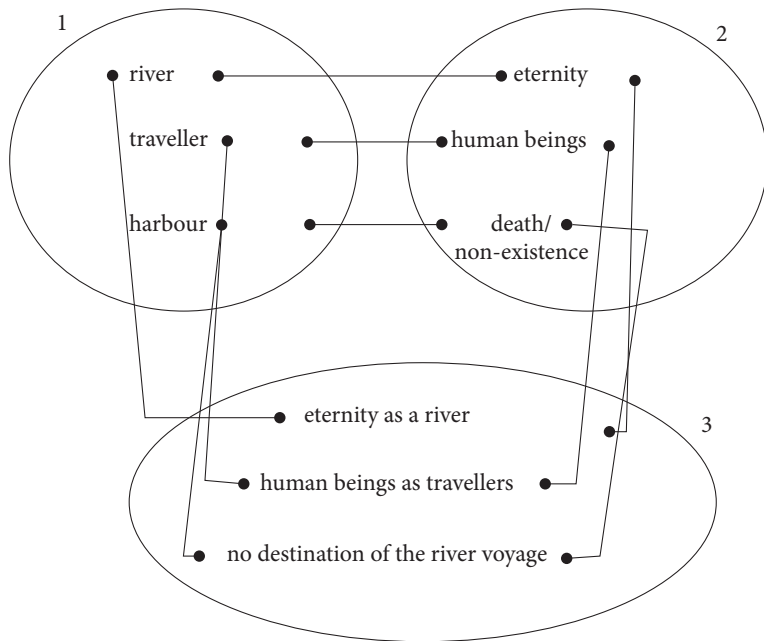 1
2
river
eternity
traveller
human beings
harbour
death/
non-existence
3
eternity as a river
human beings as travellers
no destination of the river voyage